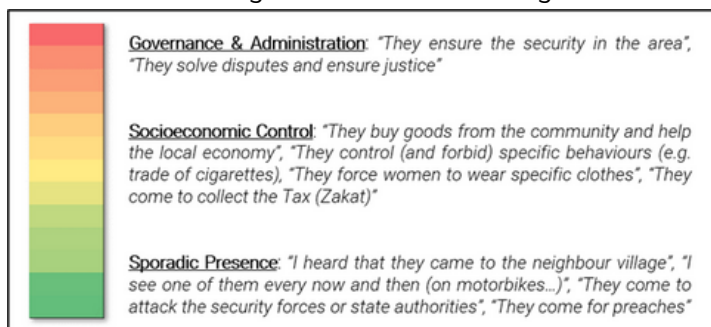 Governance & Administration: “They ensure the security in the area”,
“They solve disputes and ensure justice”
Socioeconomic Control: “They buy goods from the community and help
the local economy”, “They control (and forbid) specific behaviours (e.g.
trade of cigarettes), “They force women to wear specific clothes”, “They
come to collect the Tax (Zakat)”
Sporadic Presence: “I heard that they came to the neighbour village”, “I
see one of them every now and then (on motorbikes...)”, “They come to
attack the security forces or state authorities”, “They come for preaches”